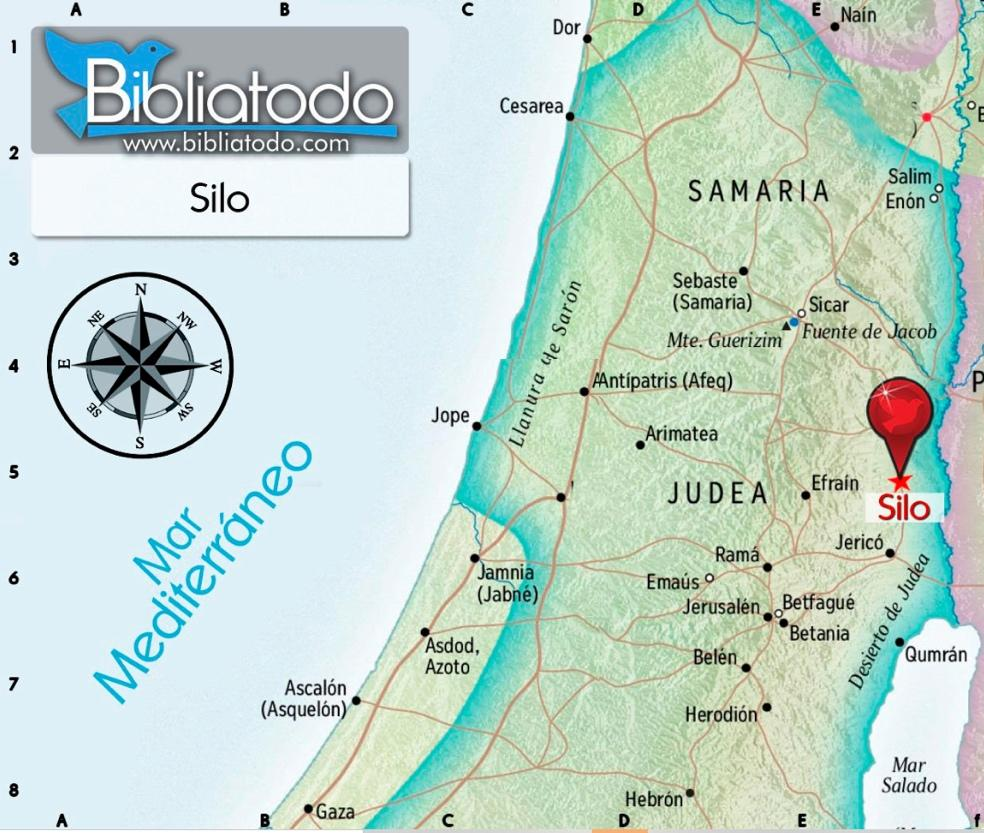 A B C D E
1
Dor
Naín
Bibliatodo
www.bibliatodo.com
Cesarea
2
Silo
SAMARIA
Salim
Enón
3
Sebaste
(Samaria)
Sicar
Mte. Guerizim
Fuente de Jacob
N
NE
NW
E
W
SE
SW
S
Llanura de Sarón
4
Antípatris (Afeq)
P
Jope
Arimatea
5
Mar
Mediterráneo
JUDEA
Efraín
Silo
Jericó
Ramá
6
Jamnia
(Jabné)
Emaús
Jerusalén
Betfagué
Betania
Desierto de Judea
Asdod,
Azoto
Belén
Qumrán
7
Ascalón
(Asquelón)
Herodión
Mar
Salado
8
Hebrón
Gaza
A B C D E